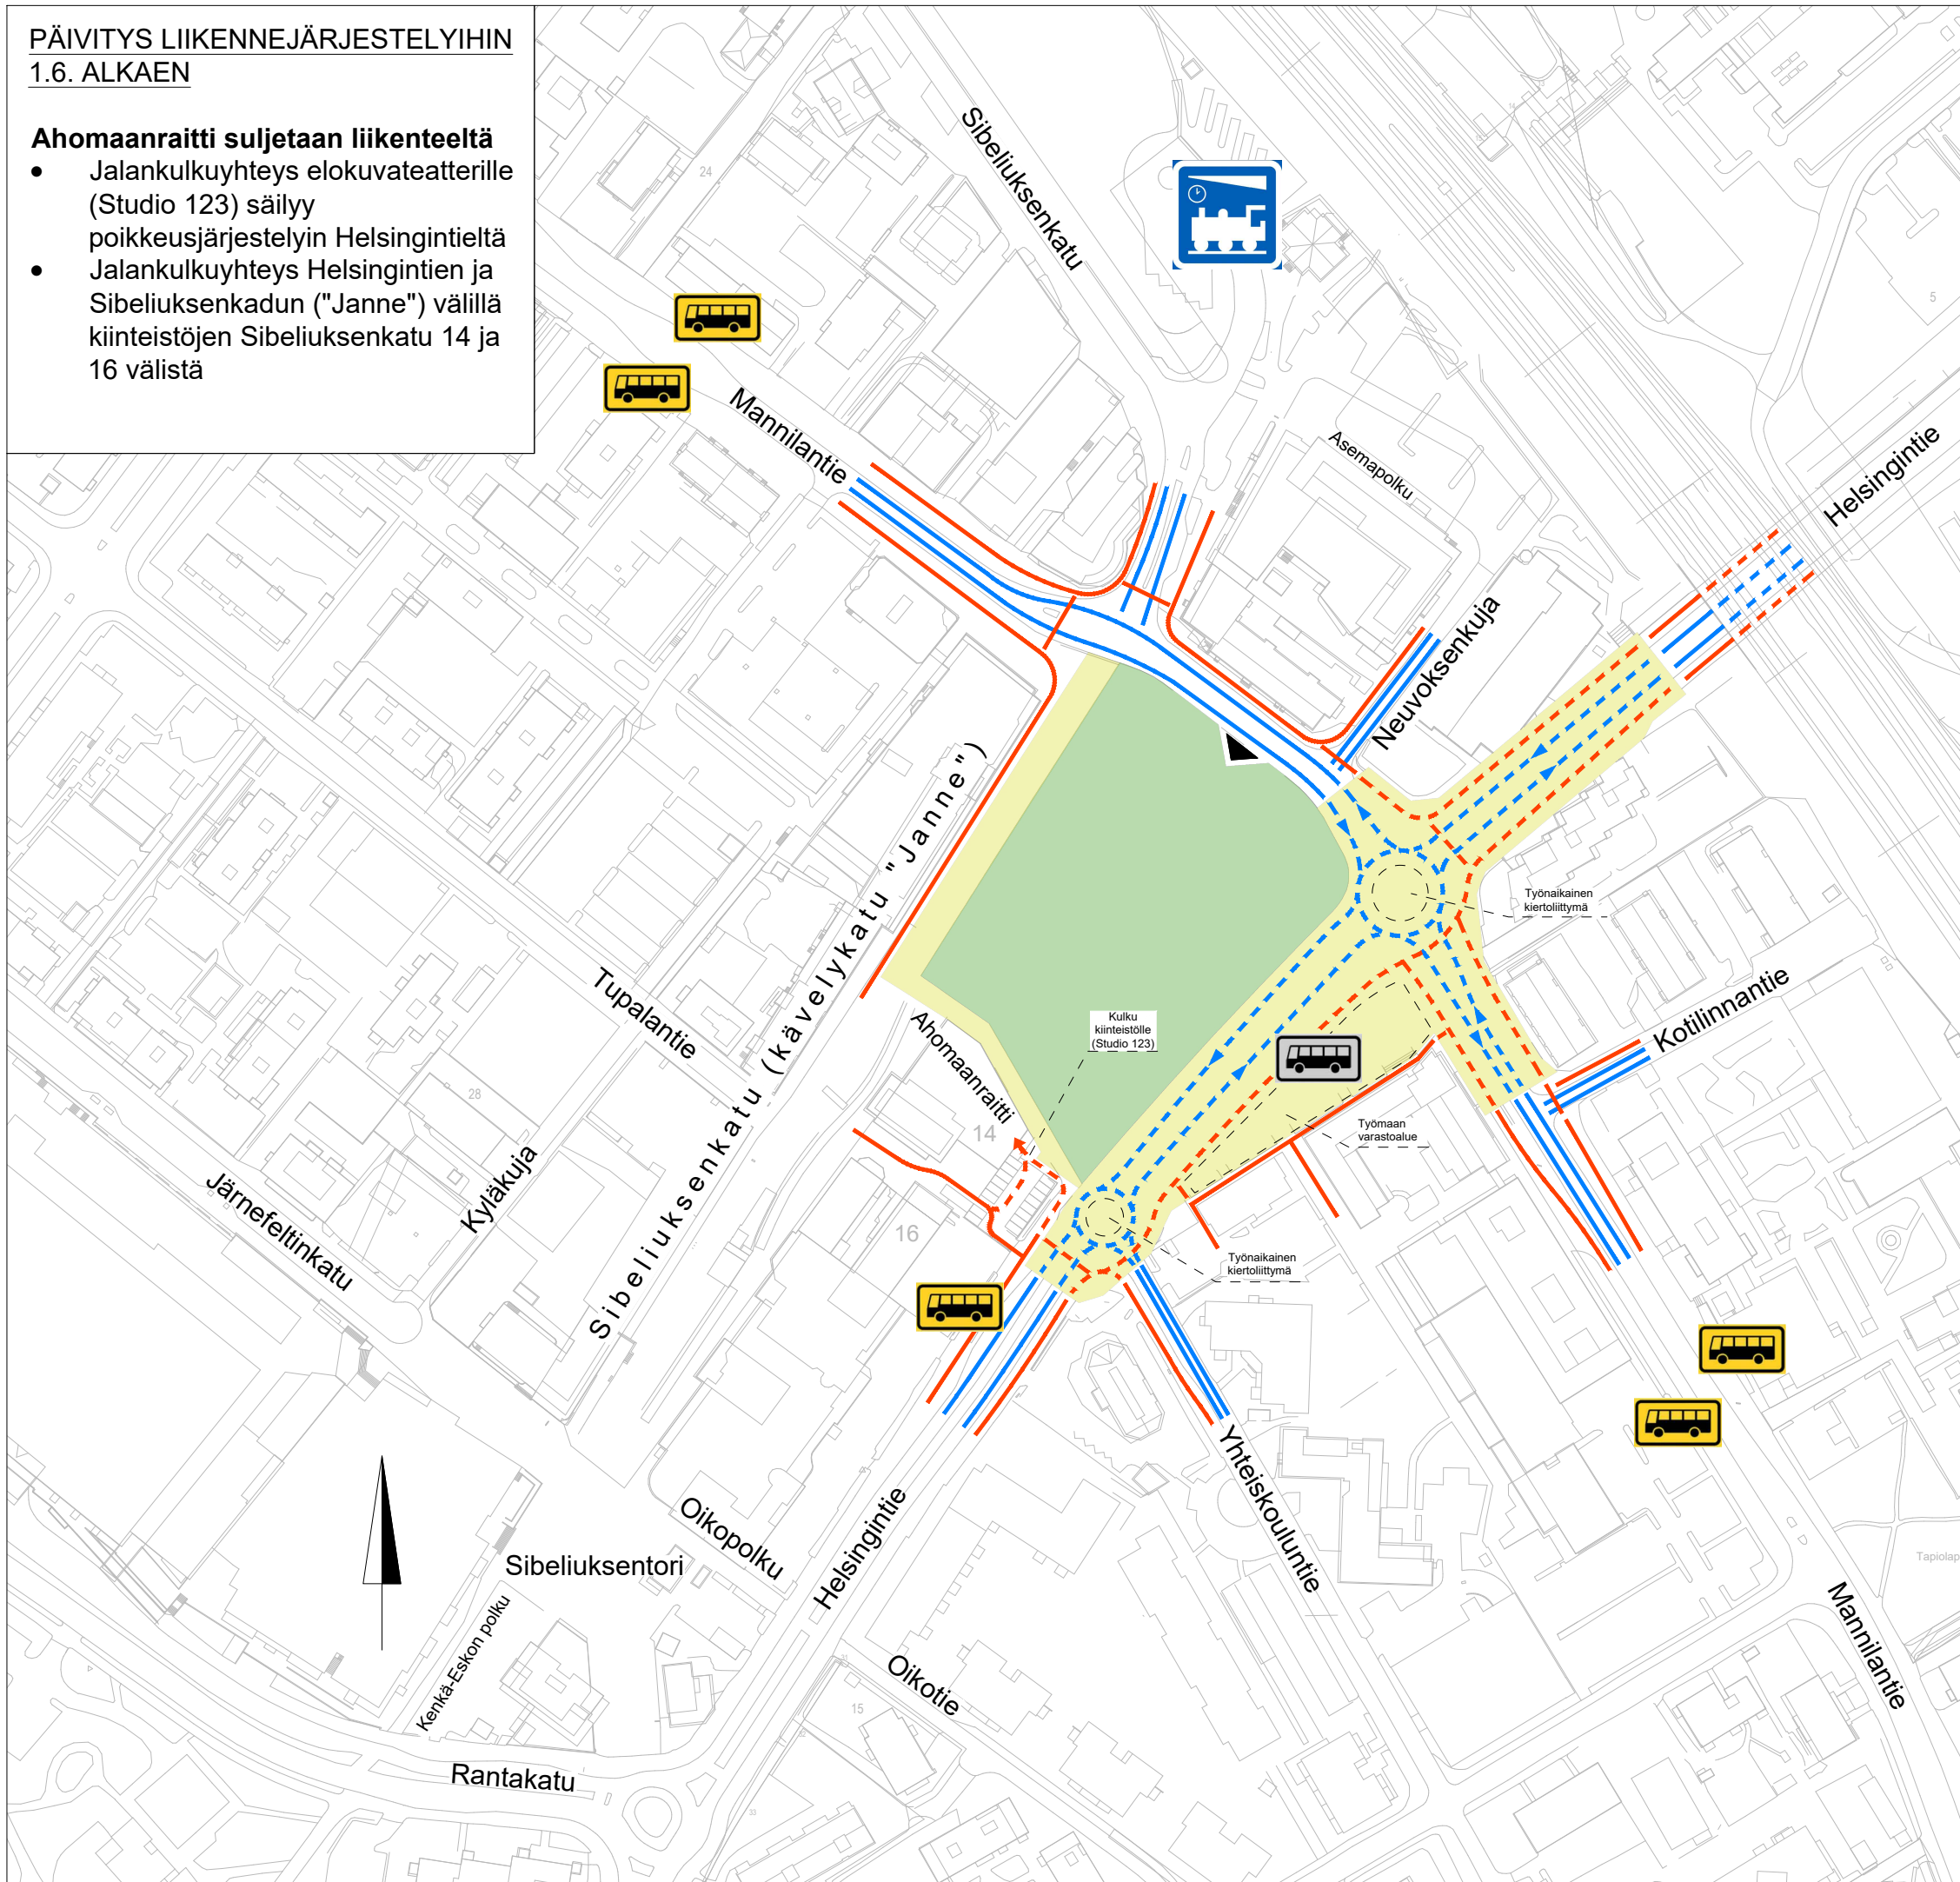 PÄIVITYS LIIKENNEJÄRJESTELYIHIN
1.6. ALKAEN
Ahomaanraitti suljetaan liikenteeltä
• Jalankulkuyhteys elokuvateatterille
(Studio 123) säilyy
poikkeusjärjestelyin Helsingintieltä
• Jalankulkuyhteys Helsingintien ja
Sibeliuksenkadun ("Janne") välillä
kiinteistöjen Sibeliuksenkatu 14 ja
16 välistä
24
Sibeliuksenkatu
5
Mannilantie
Asemapolku
Helsingintie
Neuvoksenkuja
Sibeliuksenkatu (kävelykatu "Janne")
Työnaikainen
kiertoliittymä
Tupalantie
Ahomaanraitti
Kulku
kiinteistölle
(Studio 123)
Kotilinnantie
28
14
Työmaan
varastoalue
Kyläkuja
Järnefeltinkatu
16
Työnaikainen
kiertoliittymä
Yhteiskouluntie
Helsingintie
Oikopolku
Sibeliuksentori
Kenkä-Eskon polku
Tapiolap
Mannilantie
Oikotie
15
Rantakatu
33